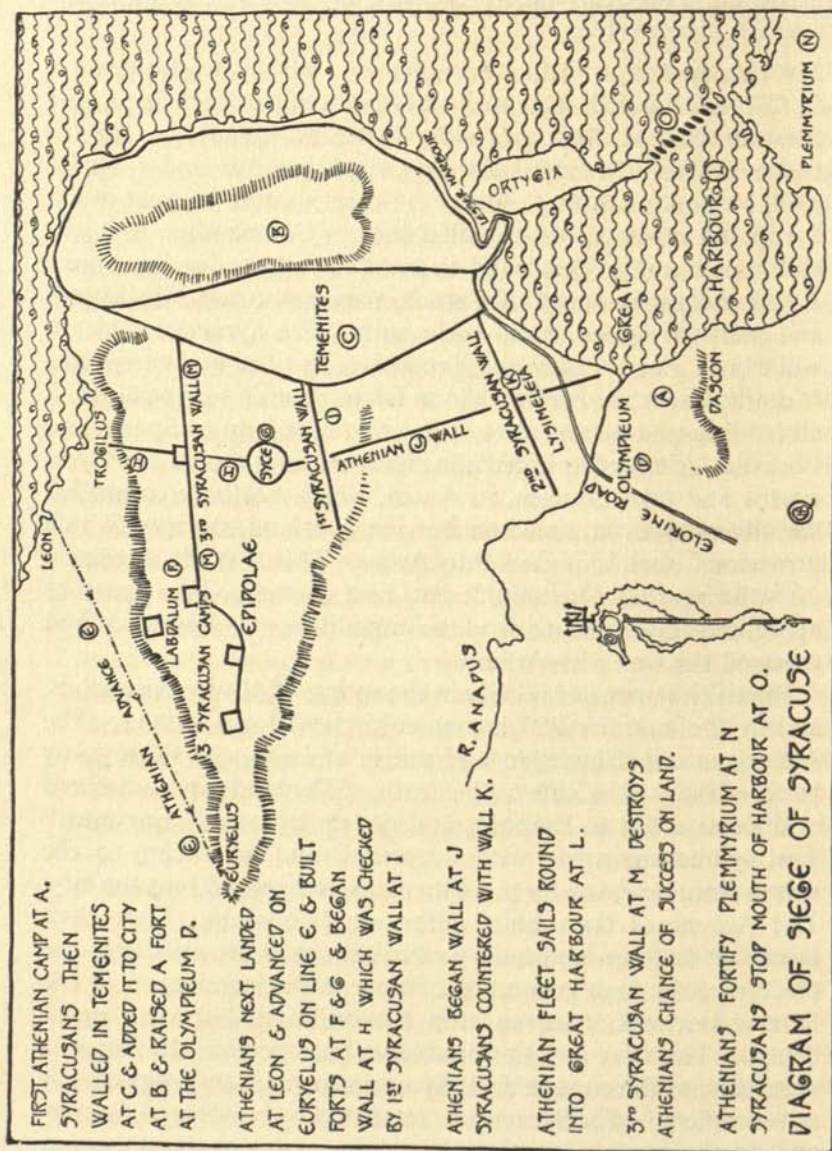 FIRST ATHENIAN CAMP AT A.
SYRACUSANS THEN
WALLED IN TEMENITES
AT C & ADDED IT TO CITY
AT B & RAISED A FORT
AT THE OLYMPIEUM D.
ATHENIANS NEXT LANDED
AT LEON & ADVANCED ON
EURYELUS ON LINE E, & BUILT
FORTS AT F & G & BEGAN
WALL AT H WHICH WAS CHECKED
BY 1ST SYRACUSAN WALL AT I
ATHENIANS BEGAN WALL AT J
SYRACUSANS COUNTERED WITH WALL K.
ATHENIAN FLEET SAILS ROUND
INTO GREAT HARBOUR AT L.
3RD SYRACUSAN WALL AT M DESTROYS
ATHENIANS CHANCE OF SUCCESS ON LAND.
ATHENIANS FORTIFY PLEMMYRIUM AT N
SYRACUSANS STOP MOUTH OF HARBOUR AT O.
DIAGRAM OF SIEGE OF SYRACUSE
LEON
TROGILUS
H
ATHENIAN ADVANCE E
E
EURYELUS
LABDALUM F
3 SYRACUSAN CAMPS M
3RD SYRACUSAN WALL M
EPIPOLAE
SYCE G
B
TEMENITES
C
1ST SYRACUSAN WALL
I
ATHENIAN J WALL
2ND SYRACUSAN WALL
K
LESSER HARBOUR
ORTYGIA
GREAT
HARBOUR L
O
PLEMMYRIUM N
R. NAPUS
ELORINE ROAD
OLYMPIEUM
D
A
DASCON
N